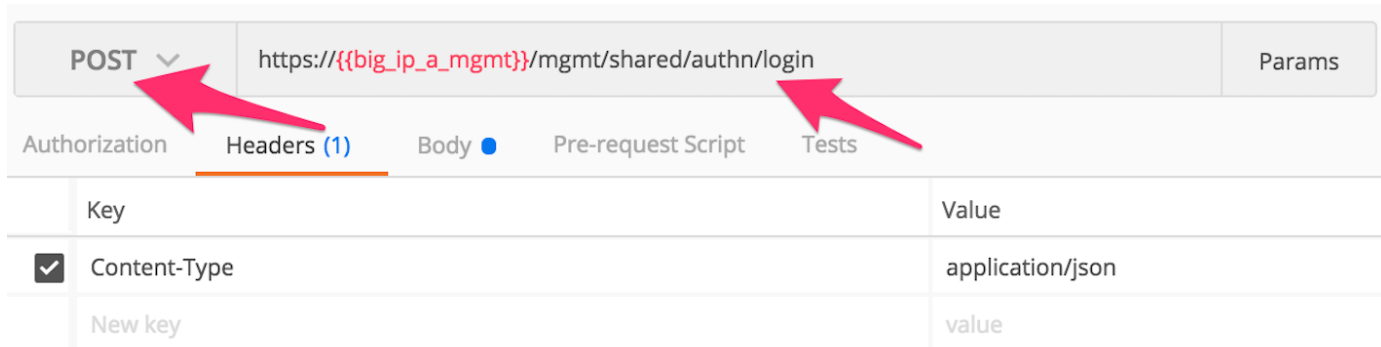 POST https://{{big_ip_a_mgmt}}/mgmt/shared/authn/login Params
Authorization Headers (1) Body Pre-request Script Tests
Key Value
Content-Type application/json
New key value